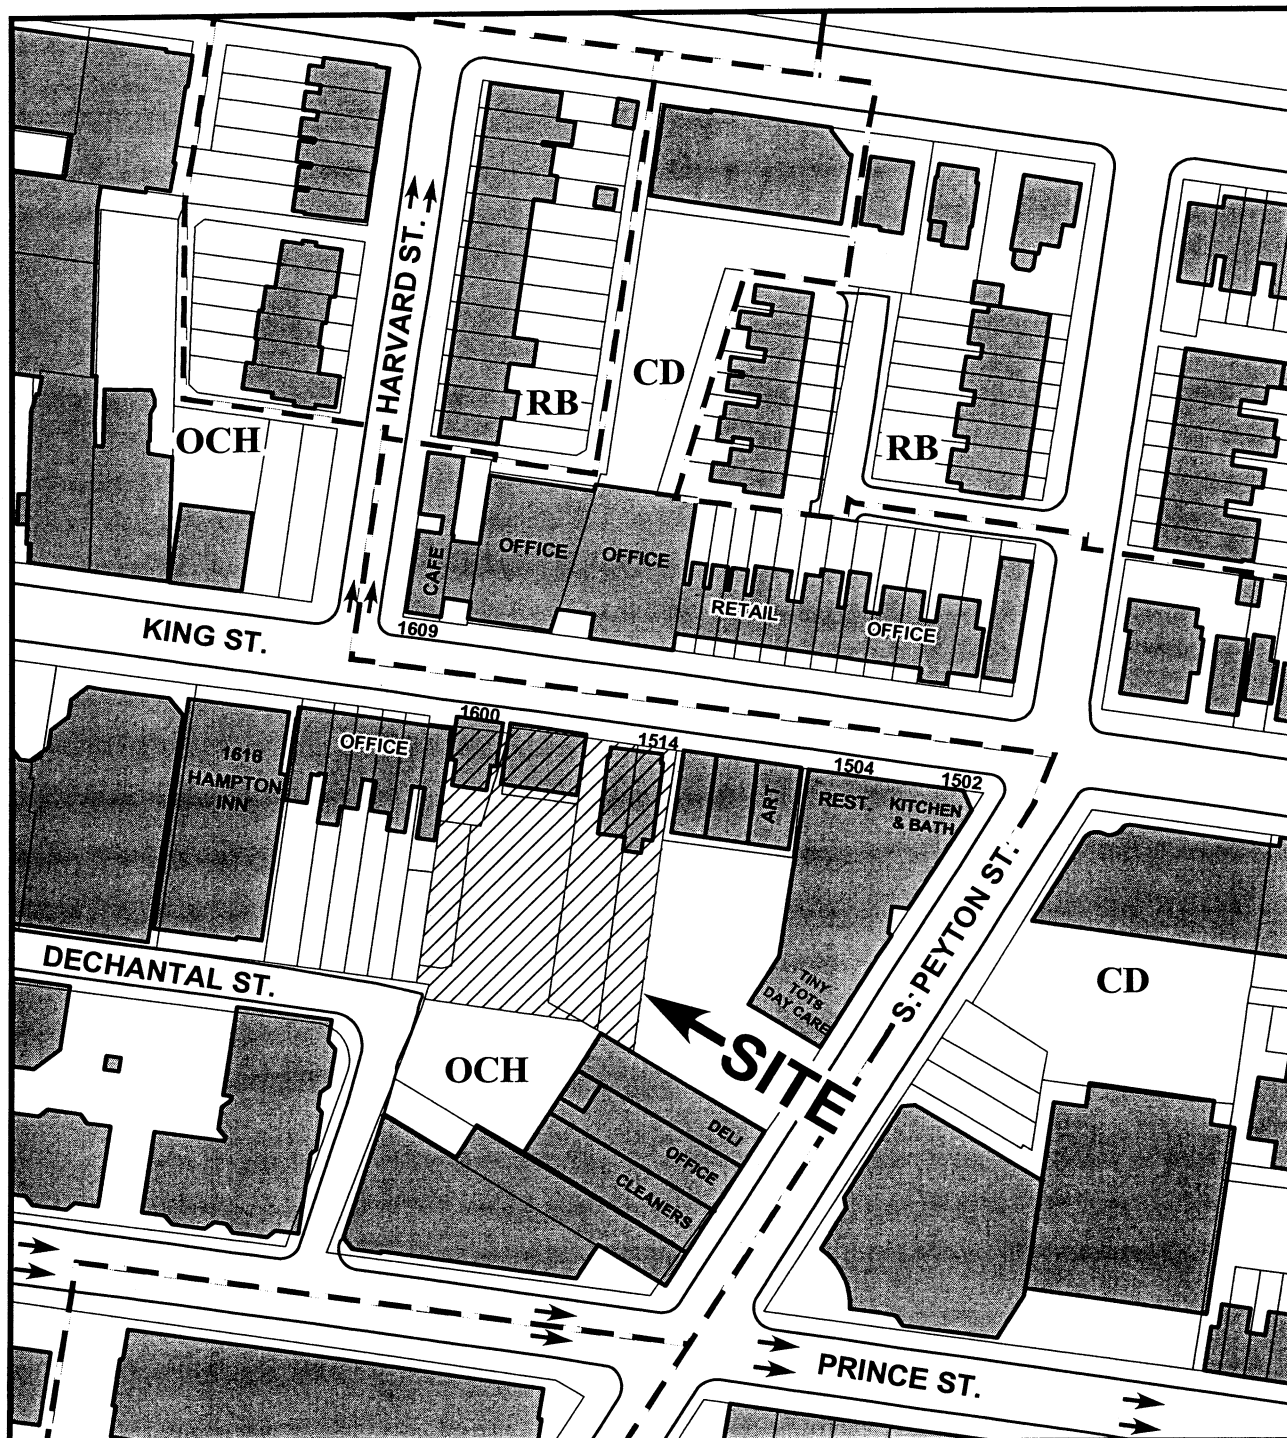 HARVARD ST.
CD
RB
OCH
RB
OFFICE
OFFICE
CAFE
RETAIL
OFFICE
1609
KING ST.
1600
OFFICE
1514
1616
HAMPTON
INN
ART
1504
1502
REST.
KITCHEN
& BATH
S. PEYTON ST.
DECHANTAL ST.
TINY
TOTS
DAY CARE
CD
OCH
SITE
DELI
OFFICE
CLEANERS
PRINCE ST.